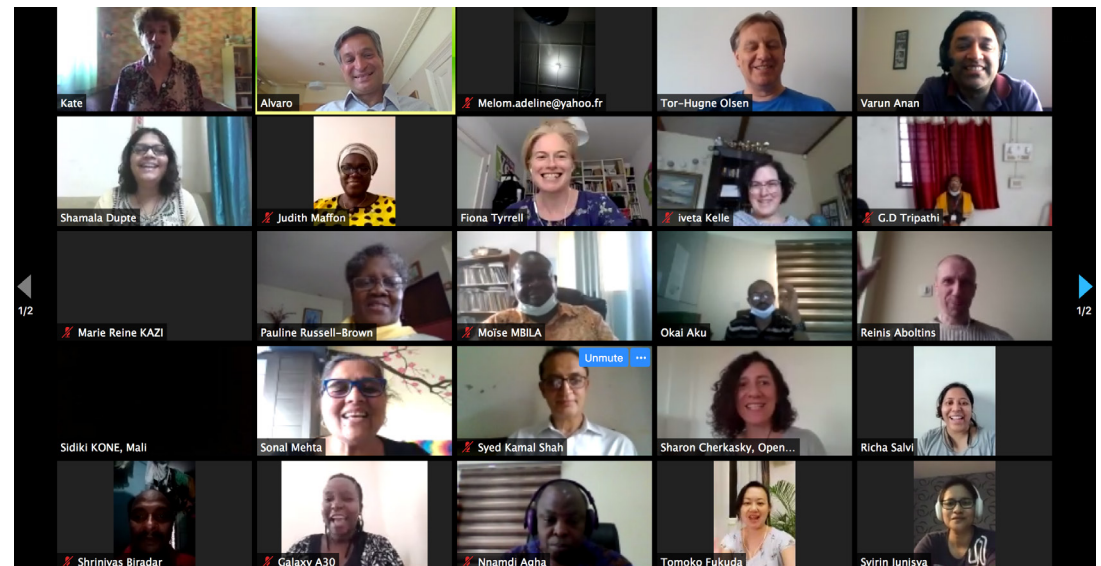 Kate
Alvaro
Melom.adeline@yahoo.fr
Tor-Hugne Olsen
Varun Anan
Shamala Dupte
Judith Maffon
Fiona Tyrrell
iveta Kelle
G.D Tripathi
1/2
1/2
Marie Reine KAZI
Pauline Russell-Brown
Moïse MBILA
Okai Aku
Reinis Aboltins
Unmute
Sidiki KONE, Mali
Sonal Mehta
Syed Kamal Shah
Sharon Cherkasky, Open...
Richa Salvi
Shrinivas Biradar
Galaxy A30
Nnamdi Agha
Tomoko Fukuda
Syirin Junisya